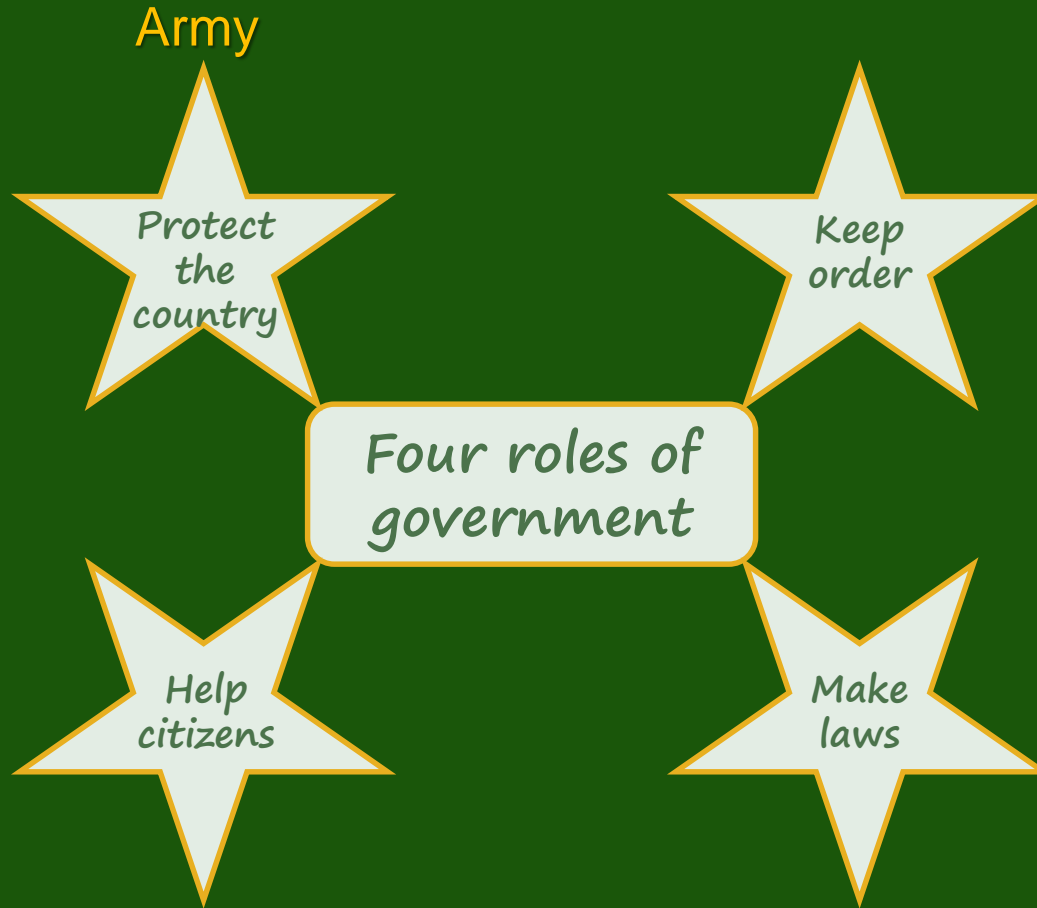 Army
Protect
the
country
Keep
order
Four roles of
government
Help
citizens
Make
laws